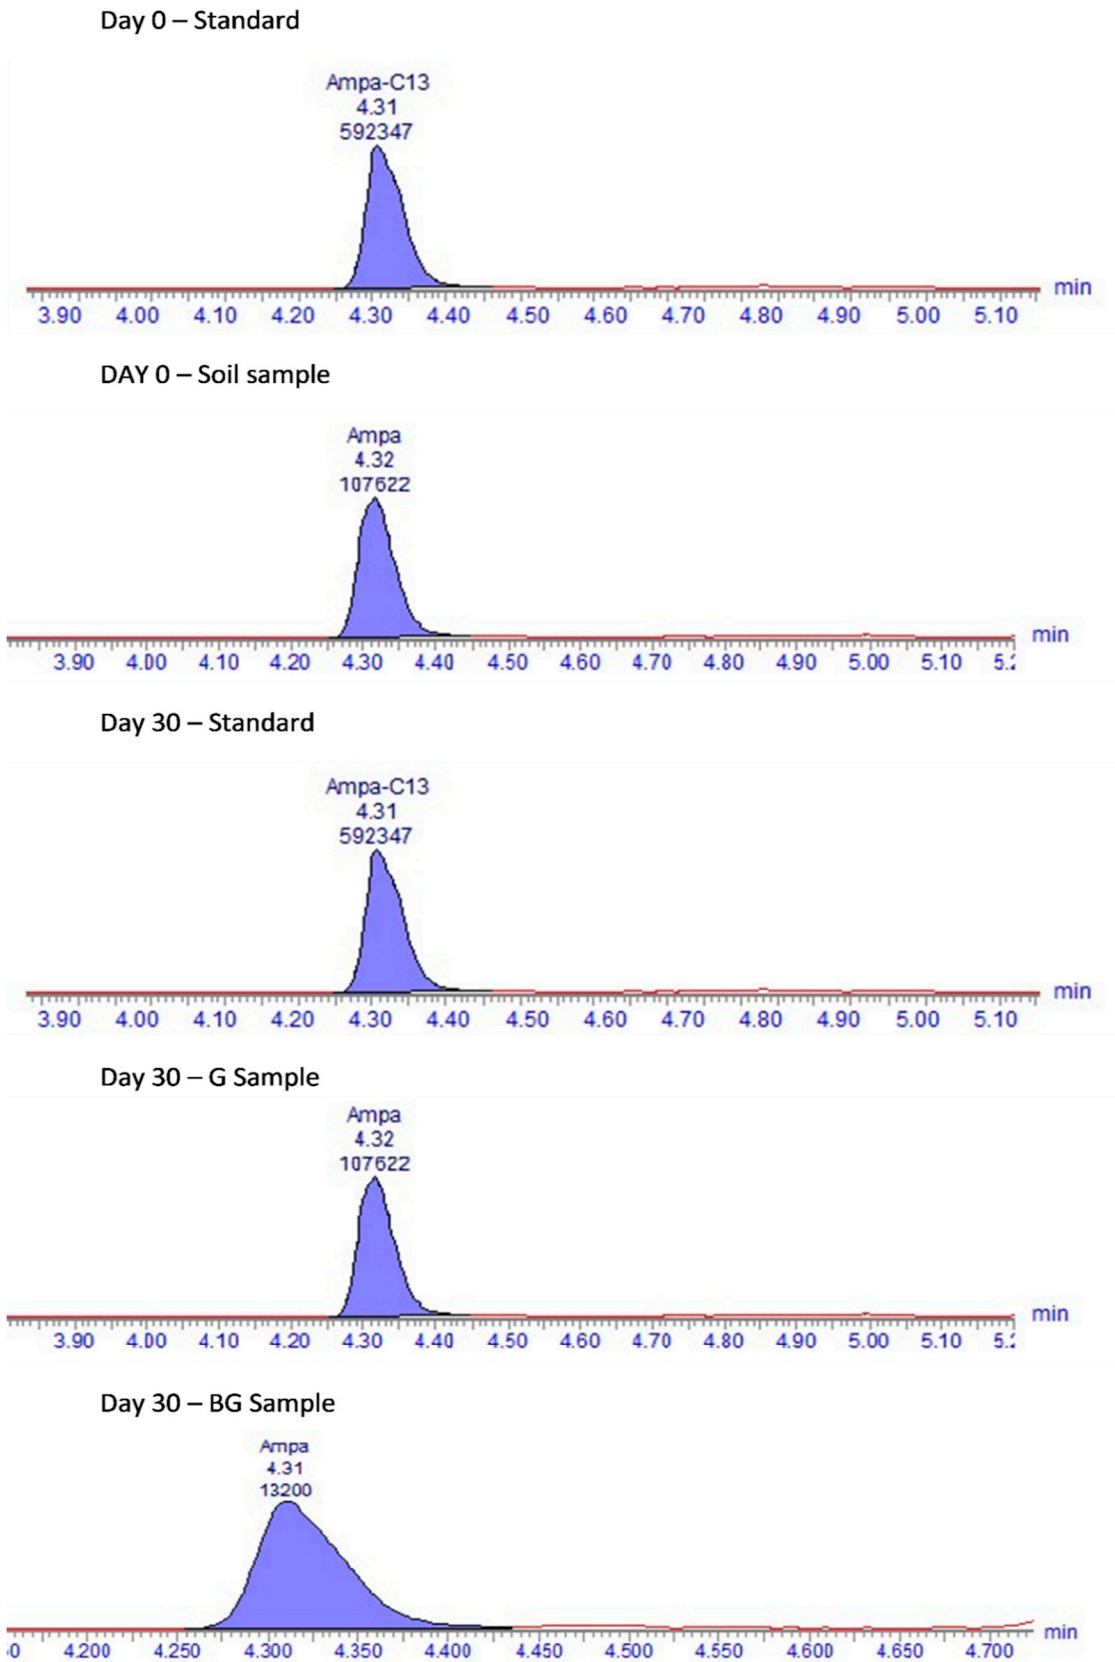 Day 0 – Standard
Ampa-C13
4.31
592347
min
3.90 4.00 4.10 4.20 4.30 4.40 4.50 4.60 4.70 4.80 4.90 5.00 5.10
DAY 0 – Soil sample
Ampa
4.32
107622
min
3.90 4.00 4.10 4.20 4.30 4.40 4.50 4.60 4.70 4.80 4.90 5.00 5.10
Day 30 – Standard
Ampa-C13
4.31
592347
min
3.90 4.00 4.10 4.20 4.30 4.40 4.50 4.60 4.70 4.80 4.90 5.00 5.10
Day 30 – G Sample
Ampa
4.32
107622
min
3.90 4.00 4.10 4.20 4.30 4.40 4.50 4.60 4.70 4.80 4.90 5.00 5.10
Day 30 – BG Sample
Ampa
4.31
13200
min
4.200 4.250 4.300 4.350 4.400 4.450 4.500 4.550 4.600 4.650 4.700